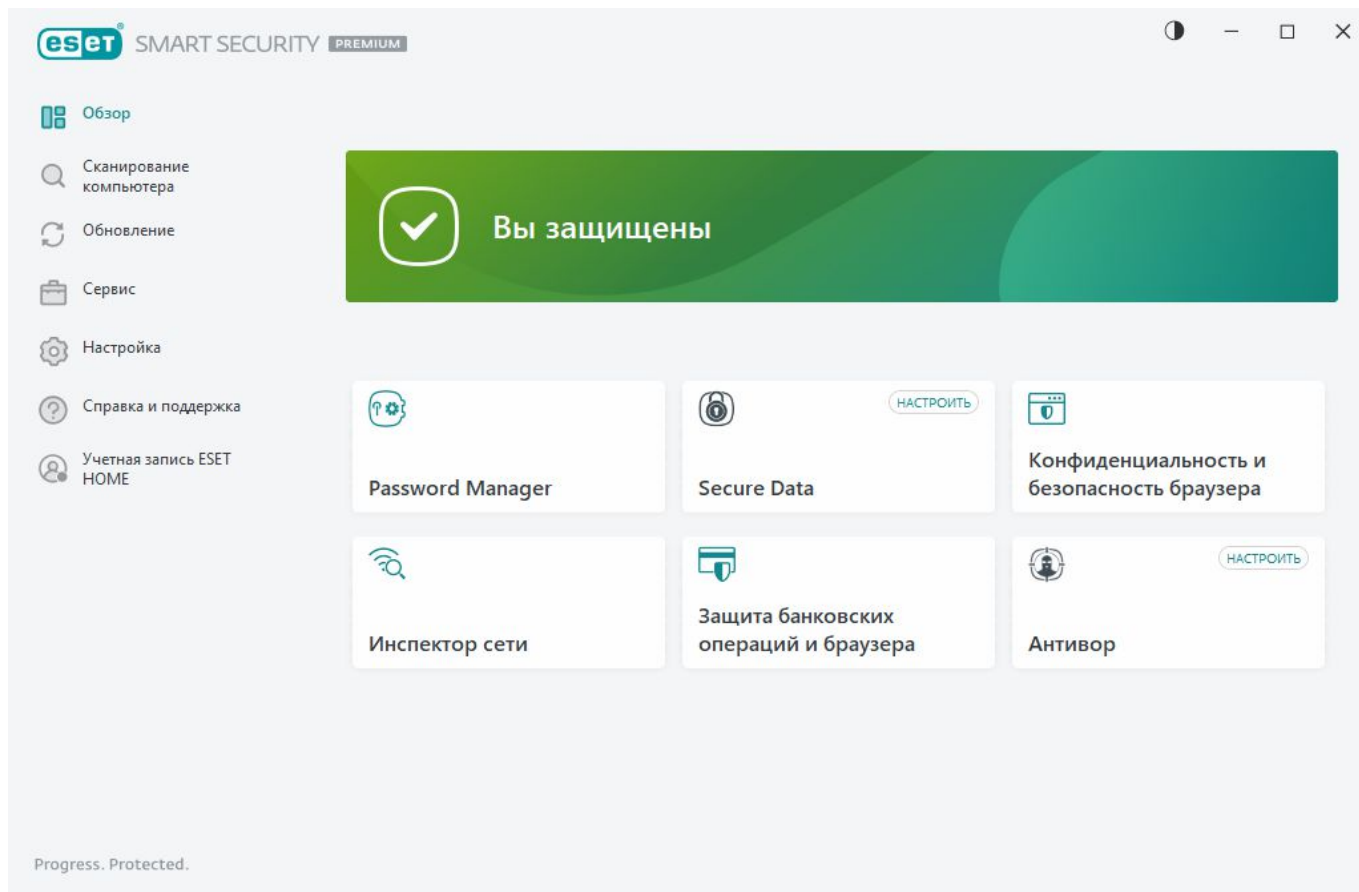 eset® SMART SECURITY PREMIUM
Обзор
Сканирование
компьютера
Обновление
Сервис
Настройка
Справка и поддержка
Учетная запись ESET
HOME
Вы защищены
Password Manager
НАСТРОИТЬ
Secure Data
Конфиденциальность и
безопасность браузера
Инспектор сети
Защита банковских
операций и браузера
НАСТРОИТЬ
Антивор
Progress. Protected.